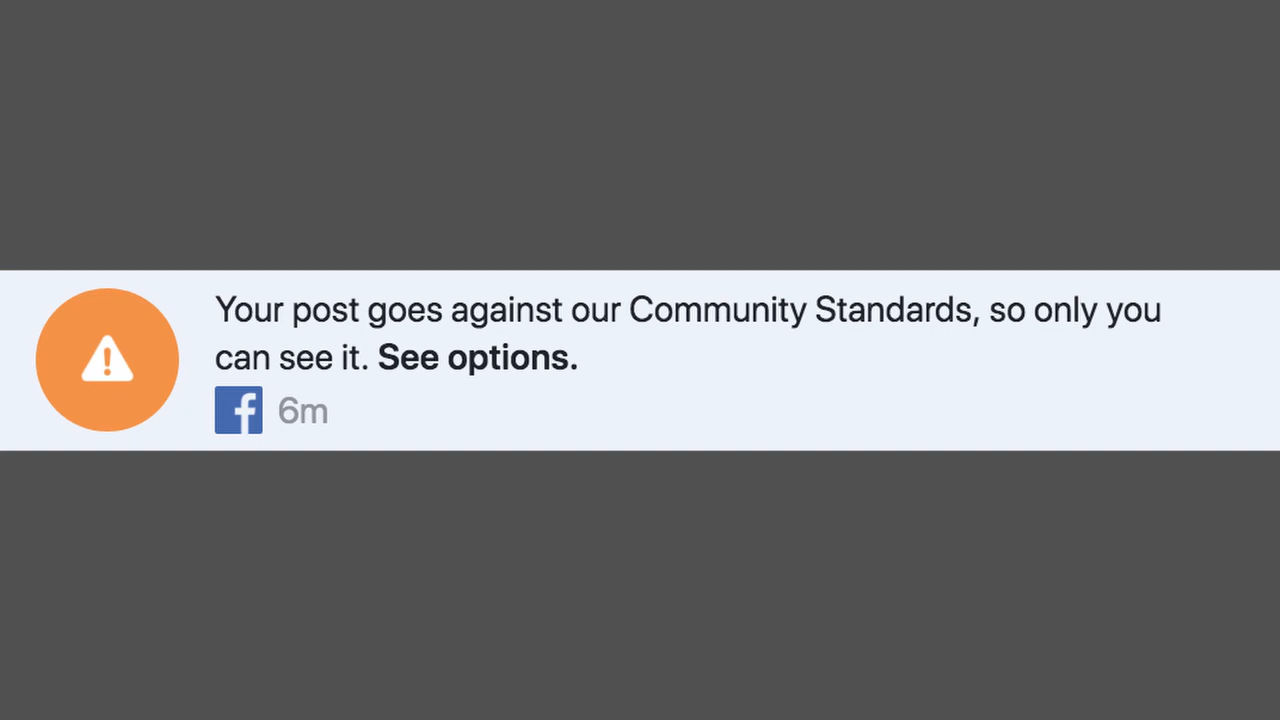 Your post goes against our Community Standards, so only you
can see it. See options.
6m